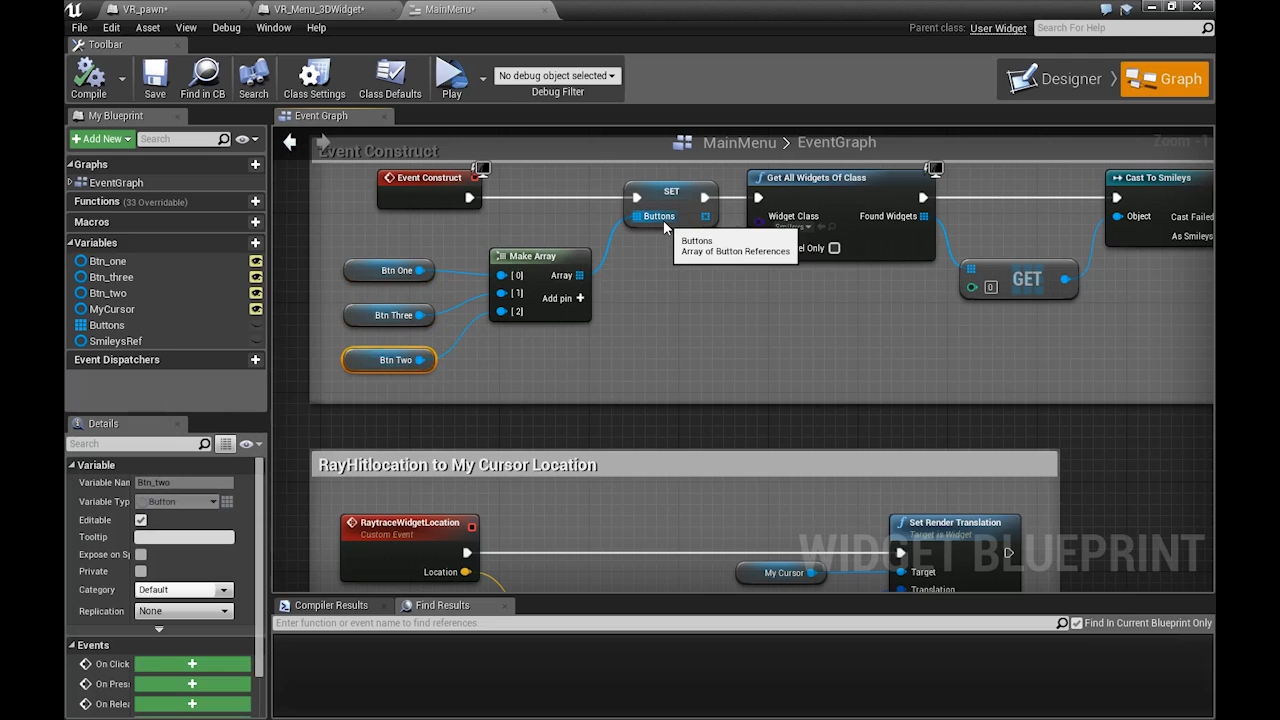 VR_pawn*
VR_Menu_3DWidget*
MainMenu*
File Edit Asset View Debug Window Help
Parent class: User Widget
Search For Help
Toolbar
Compile
Save
Find in CB
Search
Class Settings
Class Defaults
Play
No debug object selected
Debug Filter
Designer
Graph
My Blueprint
Add New
Search
Graphs
EventGraph
Functions (33 Overridable)
Macros
Variables
Btn_one
Btn_three
Btn_two
MyCursor
Buttons
SmileysRef
Event Dispatchers
Details
Search
Variable
Variable Nam
Btn_two
Variable Typ
Button
Editable
Tooltip
Expose on Sp
Private
Category
Default
Replication
None
Events
On Click
On Pres
On Relea
Event Graph
MainMenu > EventGraph
Zoom -1
Event Construct
Event Construct
SET
Buttons
Get All Widgets Of Class
Widget Class
Found Widgets
Smileys
el Only
Cast To Smileys
Object
Cast Failed
As Smileys
Buttons
Array of Button References
Make Array
[0]
Array
[1]
Add pin +
[2]
Btn One
Btn Three
Btn Two
0
GET
RayHitlocation to My Cursor Location
RaytraceWidgetLocation
Custom Event
Location
Set Render Translation
Target is Widget
My Cursor
Target
Translation
WIDGET BLUEPRINT
Compiler Results
Find Results
Enter function or event name to find references.
Find In Current Blueprint Only